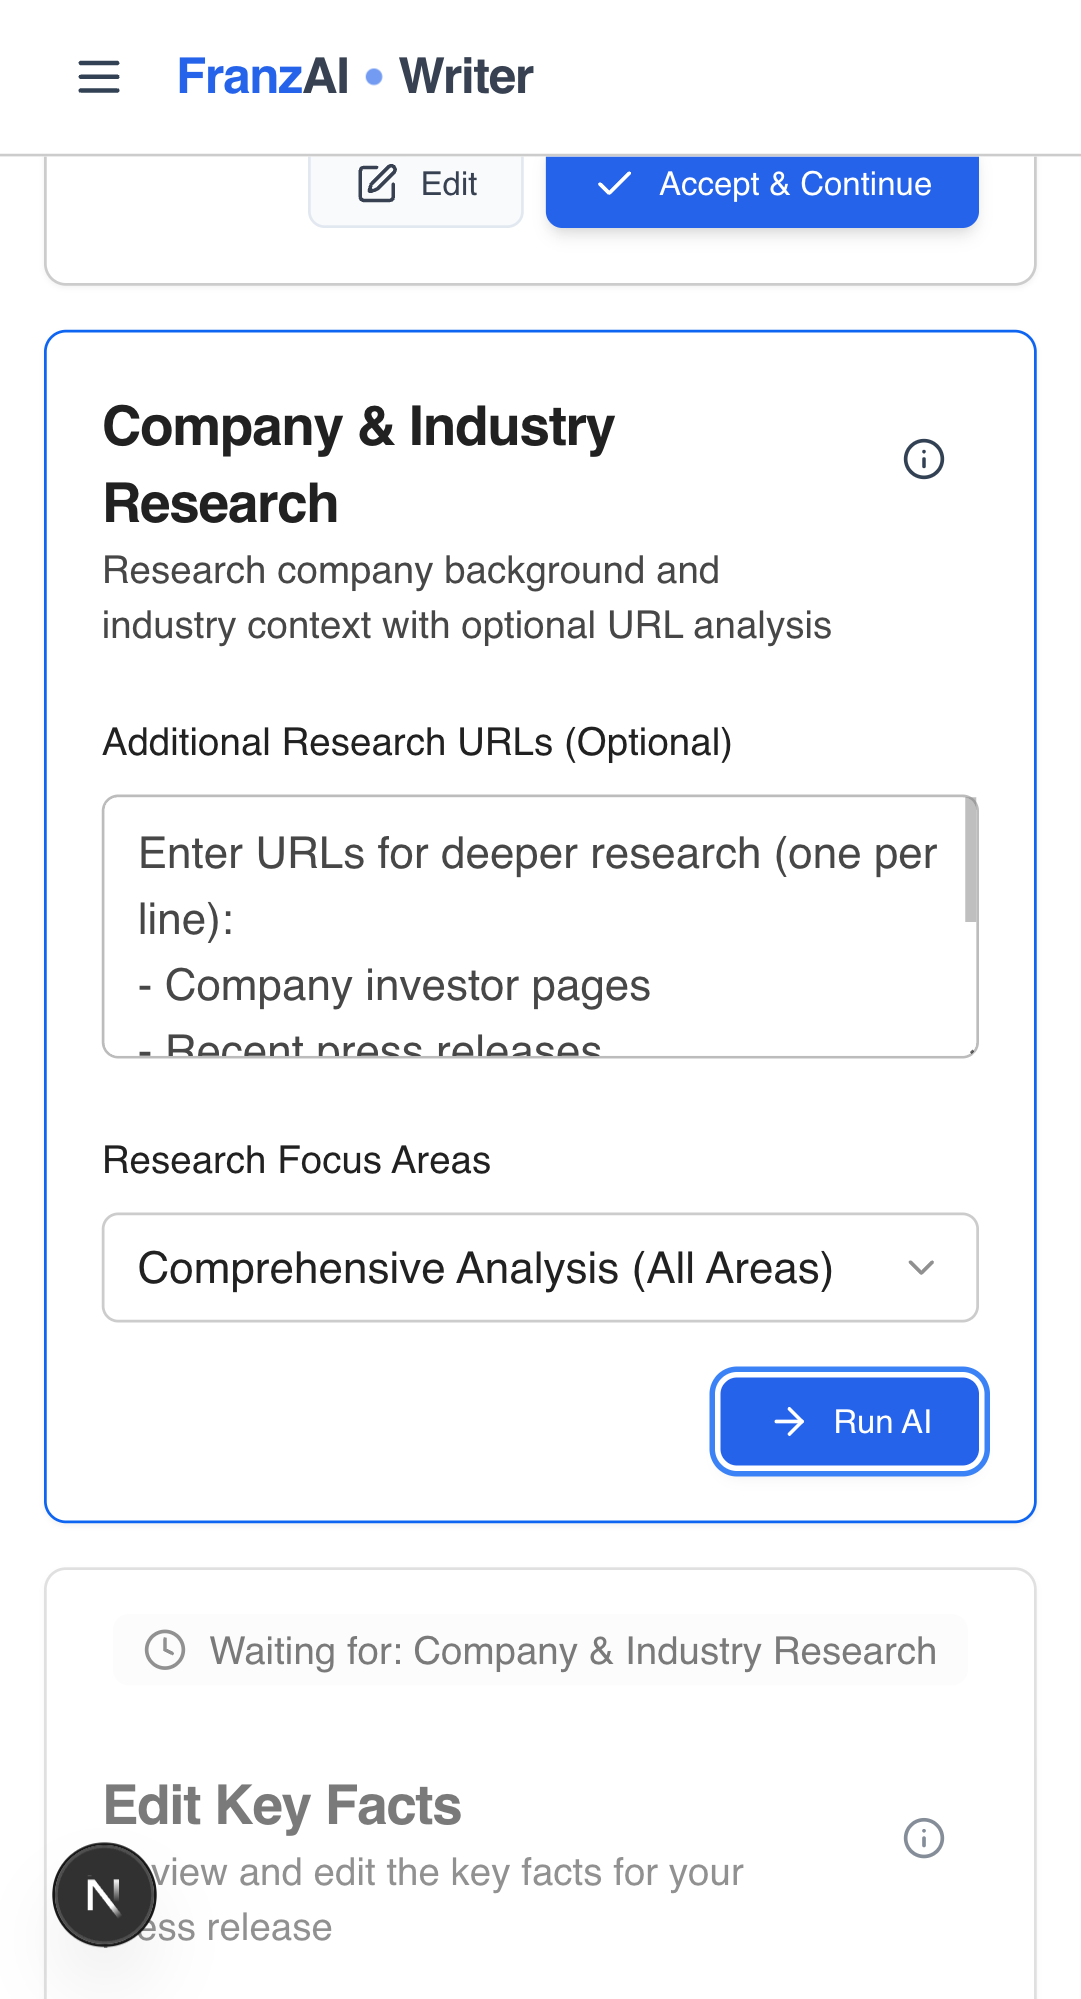 FranzAI • Writer
Edit
Accept & Continue
Company & Industry
Research
Research company background and
industry context with optional URL analysis
Additional Research URLs (Optional)
Enter URLs for deeper research (one per
line):
- Company investor pages
- Recent press releases
Research Focus Areas
Comprehensive Analysis (All Areas)
Run AI
Waiting for: Company & Industry Research
Edit Key Facts
view and edit the key facts for your
ess release
N